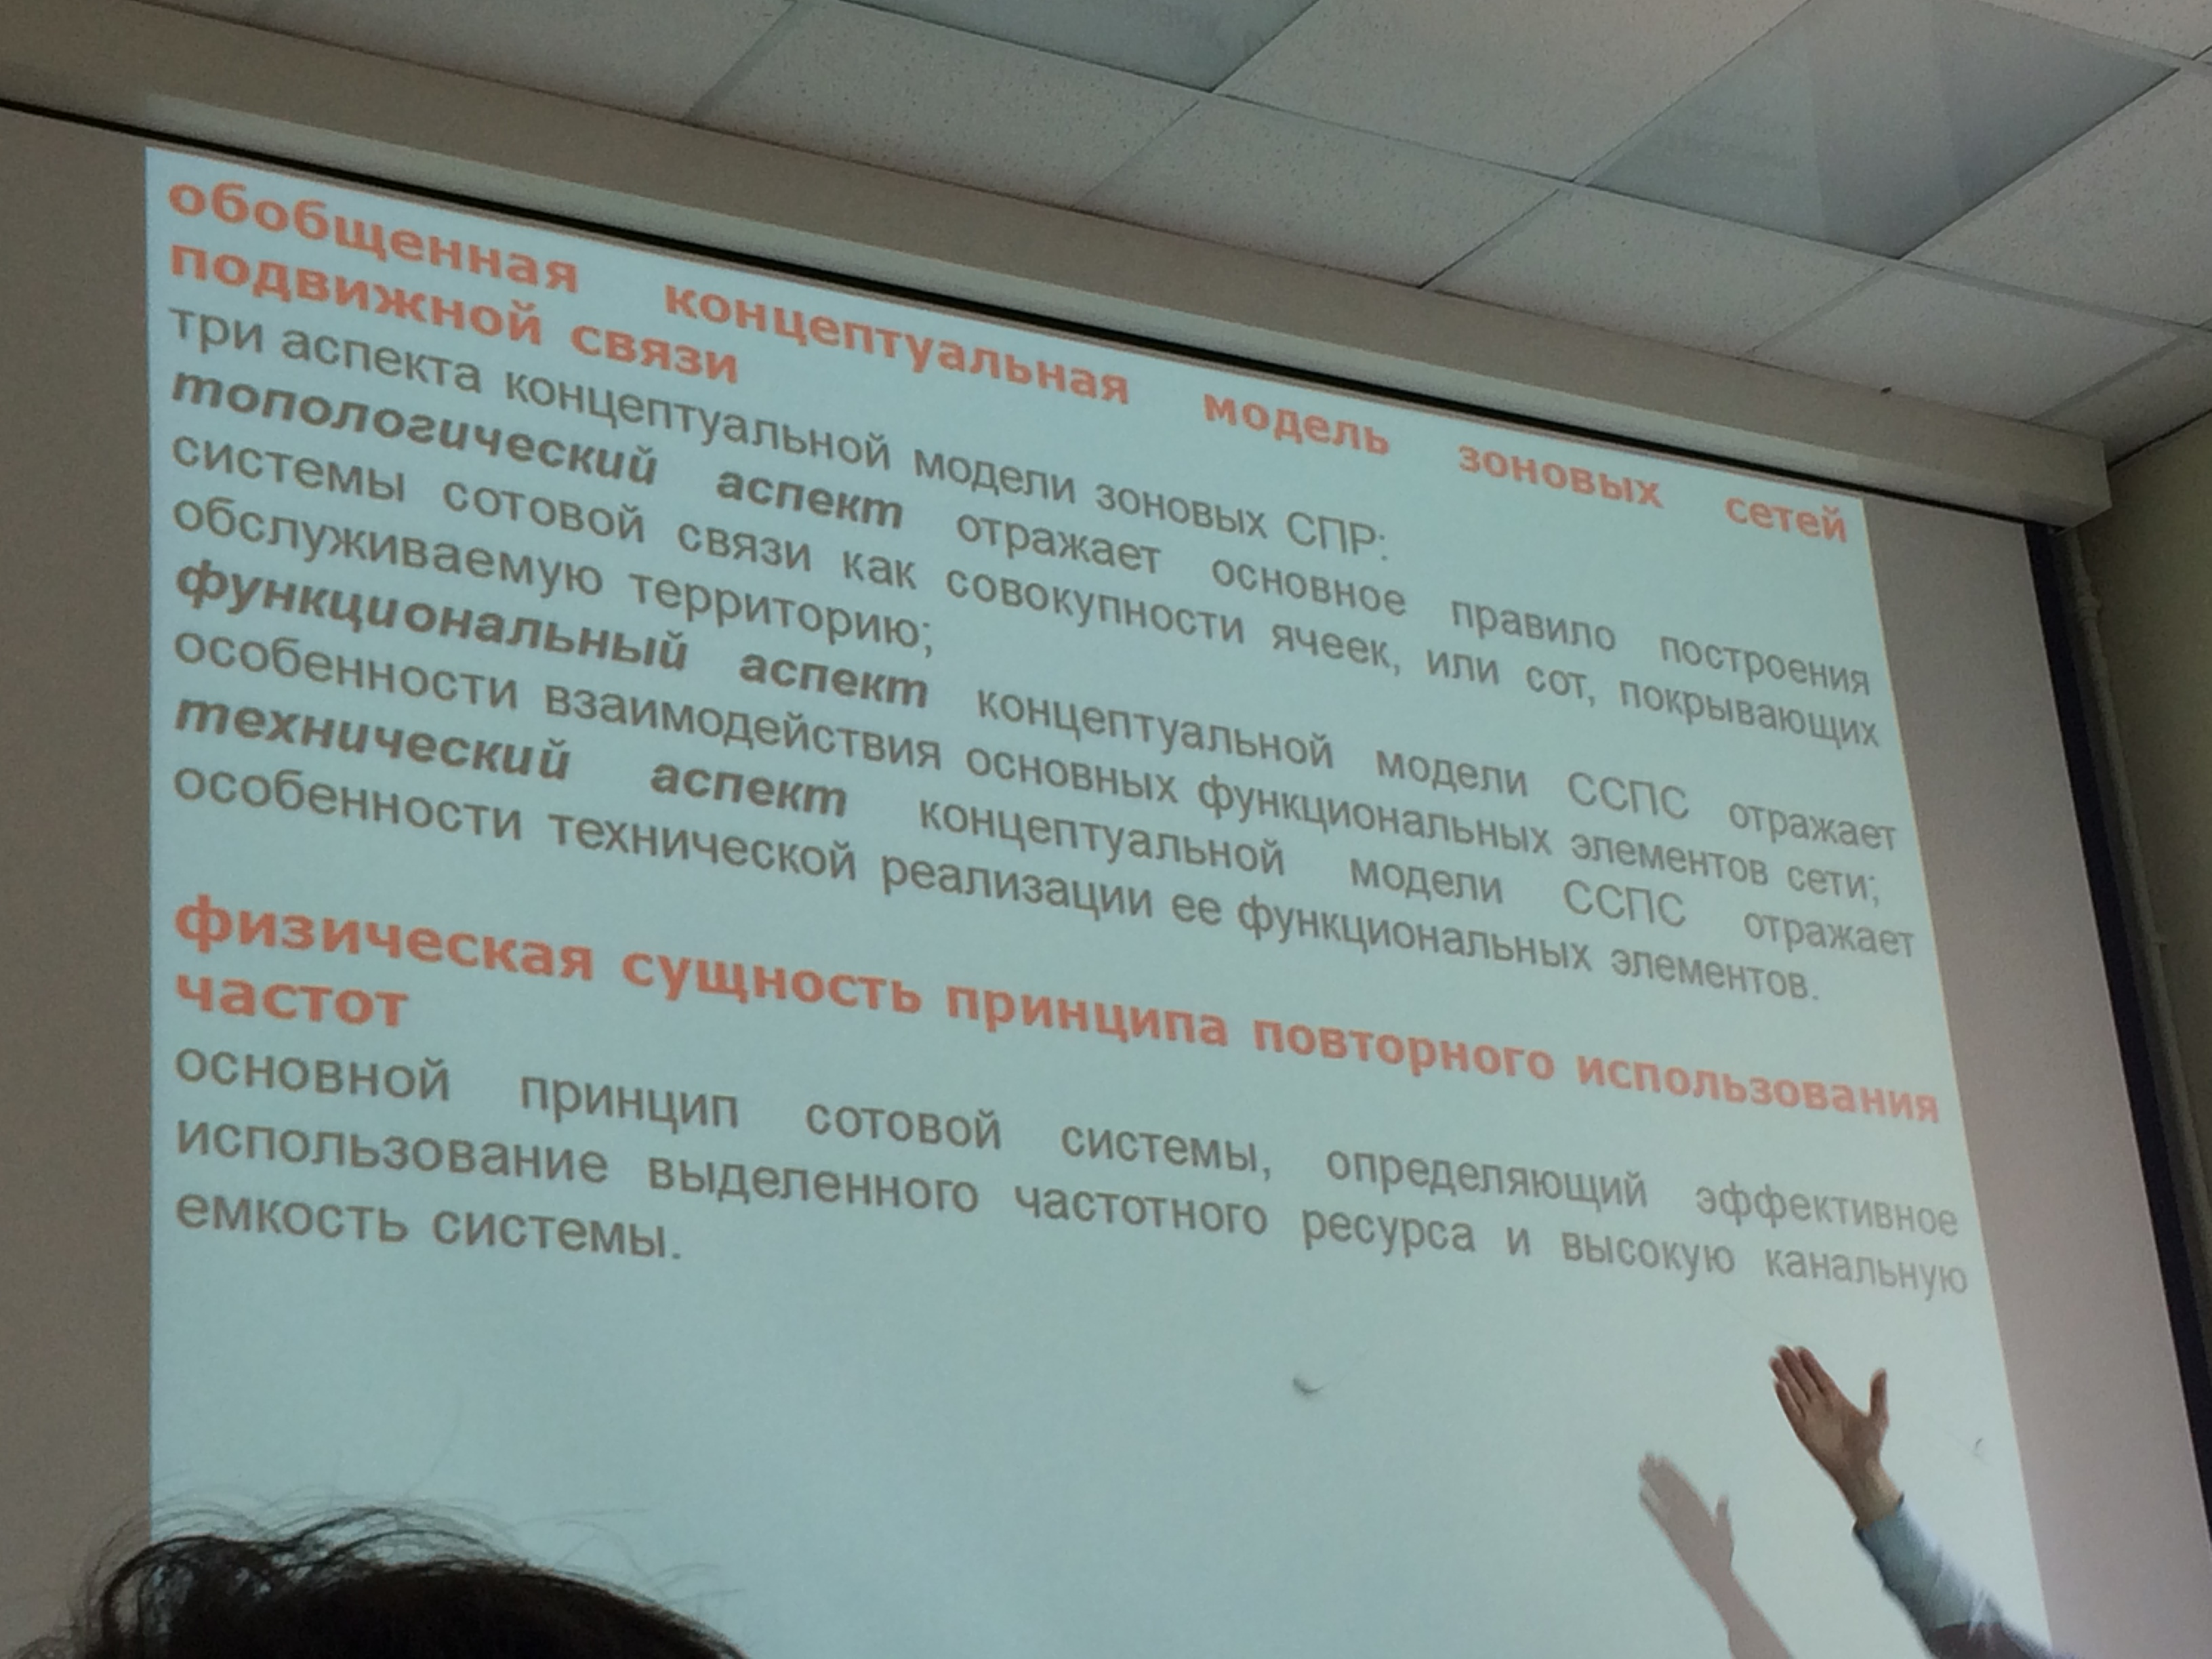 обобщенная концептуальная модель зоновых сетей
подвижной связи
три аспекта концептуальной модели зоновых СПР:
топологический аспект отражает основное правило построения
системы сотовой связи как совокупности ячеек, или сот, покрывающих
обслуживаемую территорию;
функциональный аспект концептуальной модели ССПС отражает
особенности взаимодействия основных функциональных элементов сети;
технический аспект концептуальной модели ССПС отражает
особенности технической реализации ее функциональных элементов.
физическая сущность принципа повторного использования
частот
основной принцип сотовой системы, определяющий эффективное
использование выделенного частотного ресурса и высокую канальную
емкость системы.